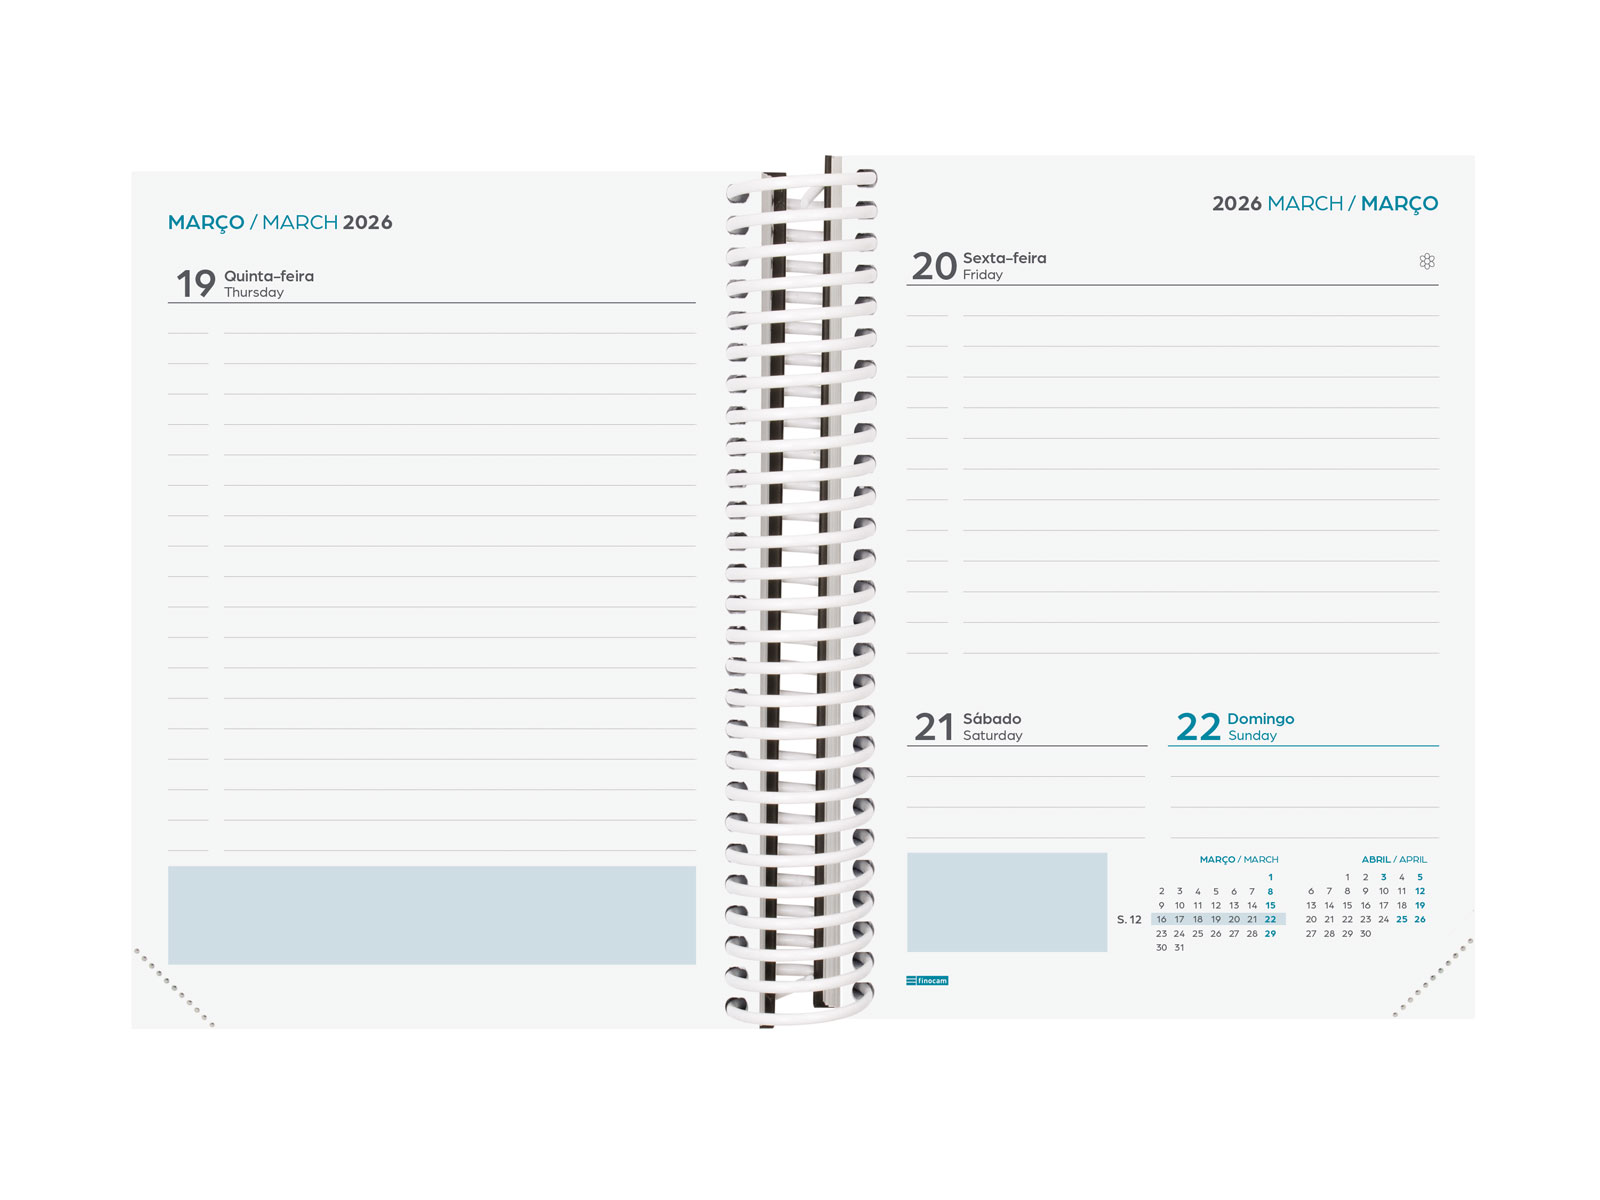 MARÇO / MARCH 2026
19 Quinta-feira
Thursday
2026 MARCH / MARÇO
20 Sexta-feira
Friday
21 Sábado
Saturday
22 Domingo
Sunday
MARÇO / MARCH
1
2 3 4 5 6 7 8
9 10 11 12 13 14 15
S. 12 16 17 18 19 20 21 22
23 24 25 26 27 28 29
30 31
ABRIL / APRIL
1 2 3 4 5
6 7 8 9 10 11 12
13 14 15 16 17 18 19
20 21 22 23 24 25 26
27 28 29 30
finocam